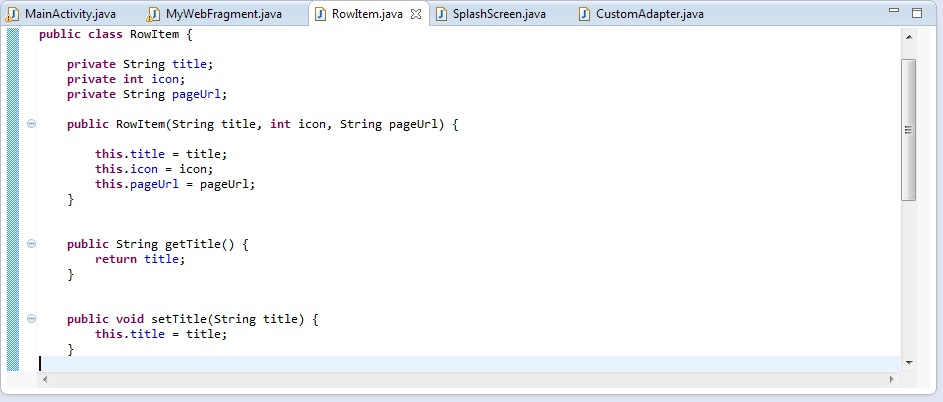 MainActivity.java MyWebFragment.java RowItem.java SplashScreen.java CustomAdapter.java
public class RowItem {
    private String title;
    private int icon;
    private String pageUrl;
    public RowItem(String title, int icon, String pageUrl) {
        this.title = title;
        this.icon = icon;
        this.pageUrl = pageUrl;
    }
    public String getTitle() {
        return title;
    }
    public void setTitle(String title) {
        this.title = title;
    }